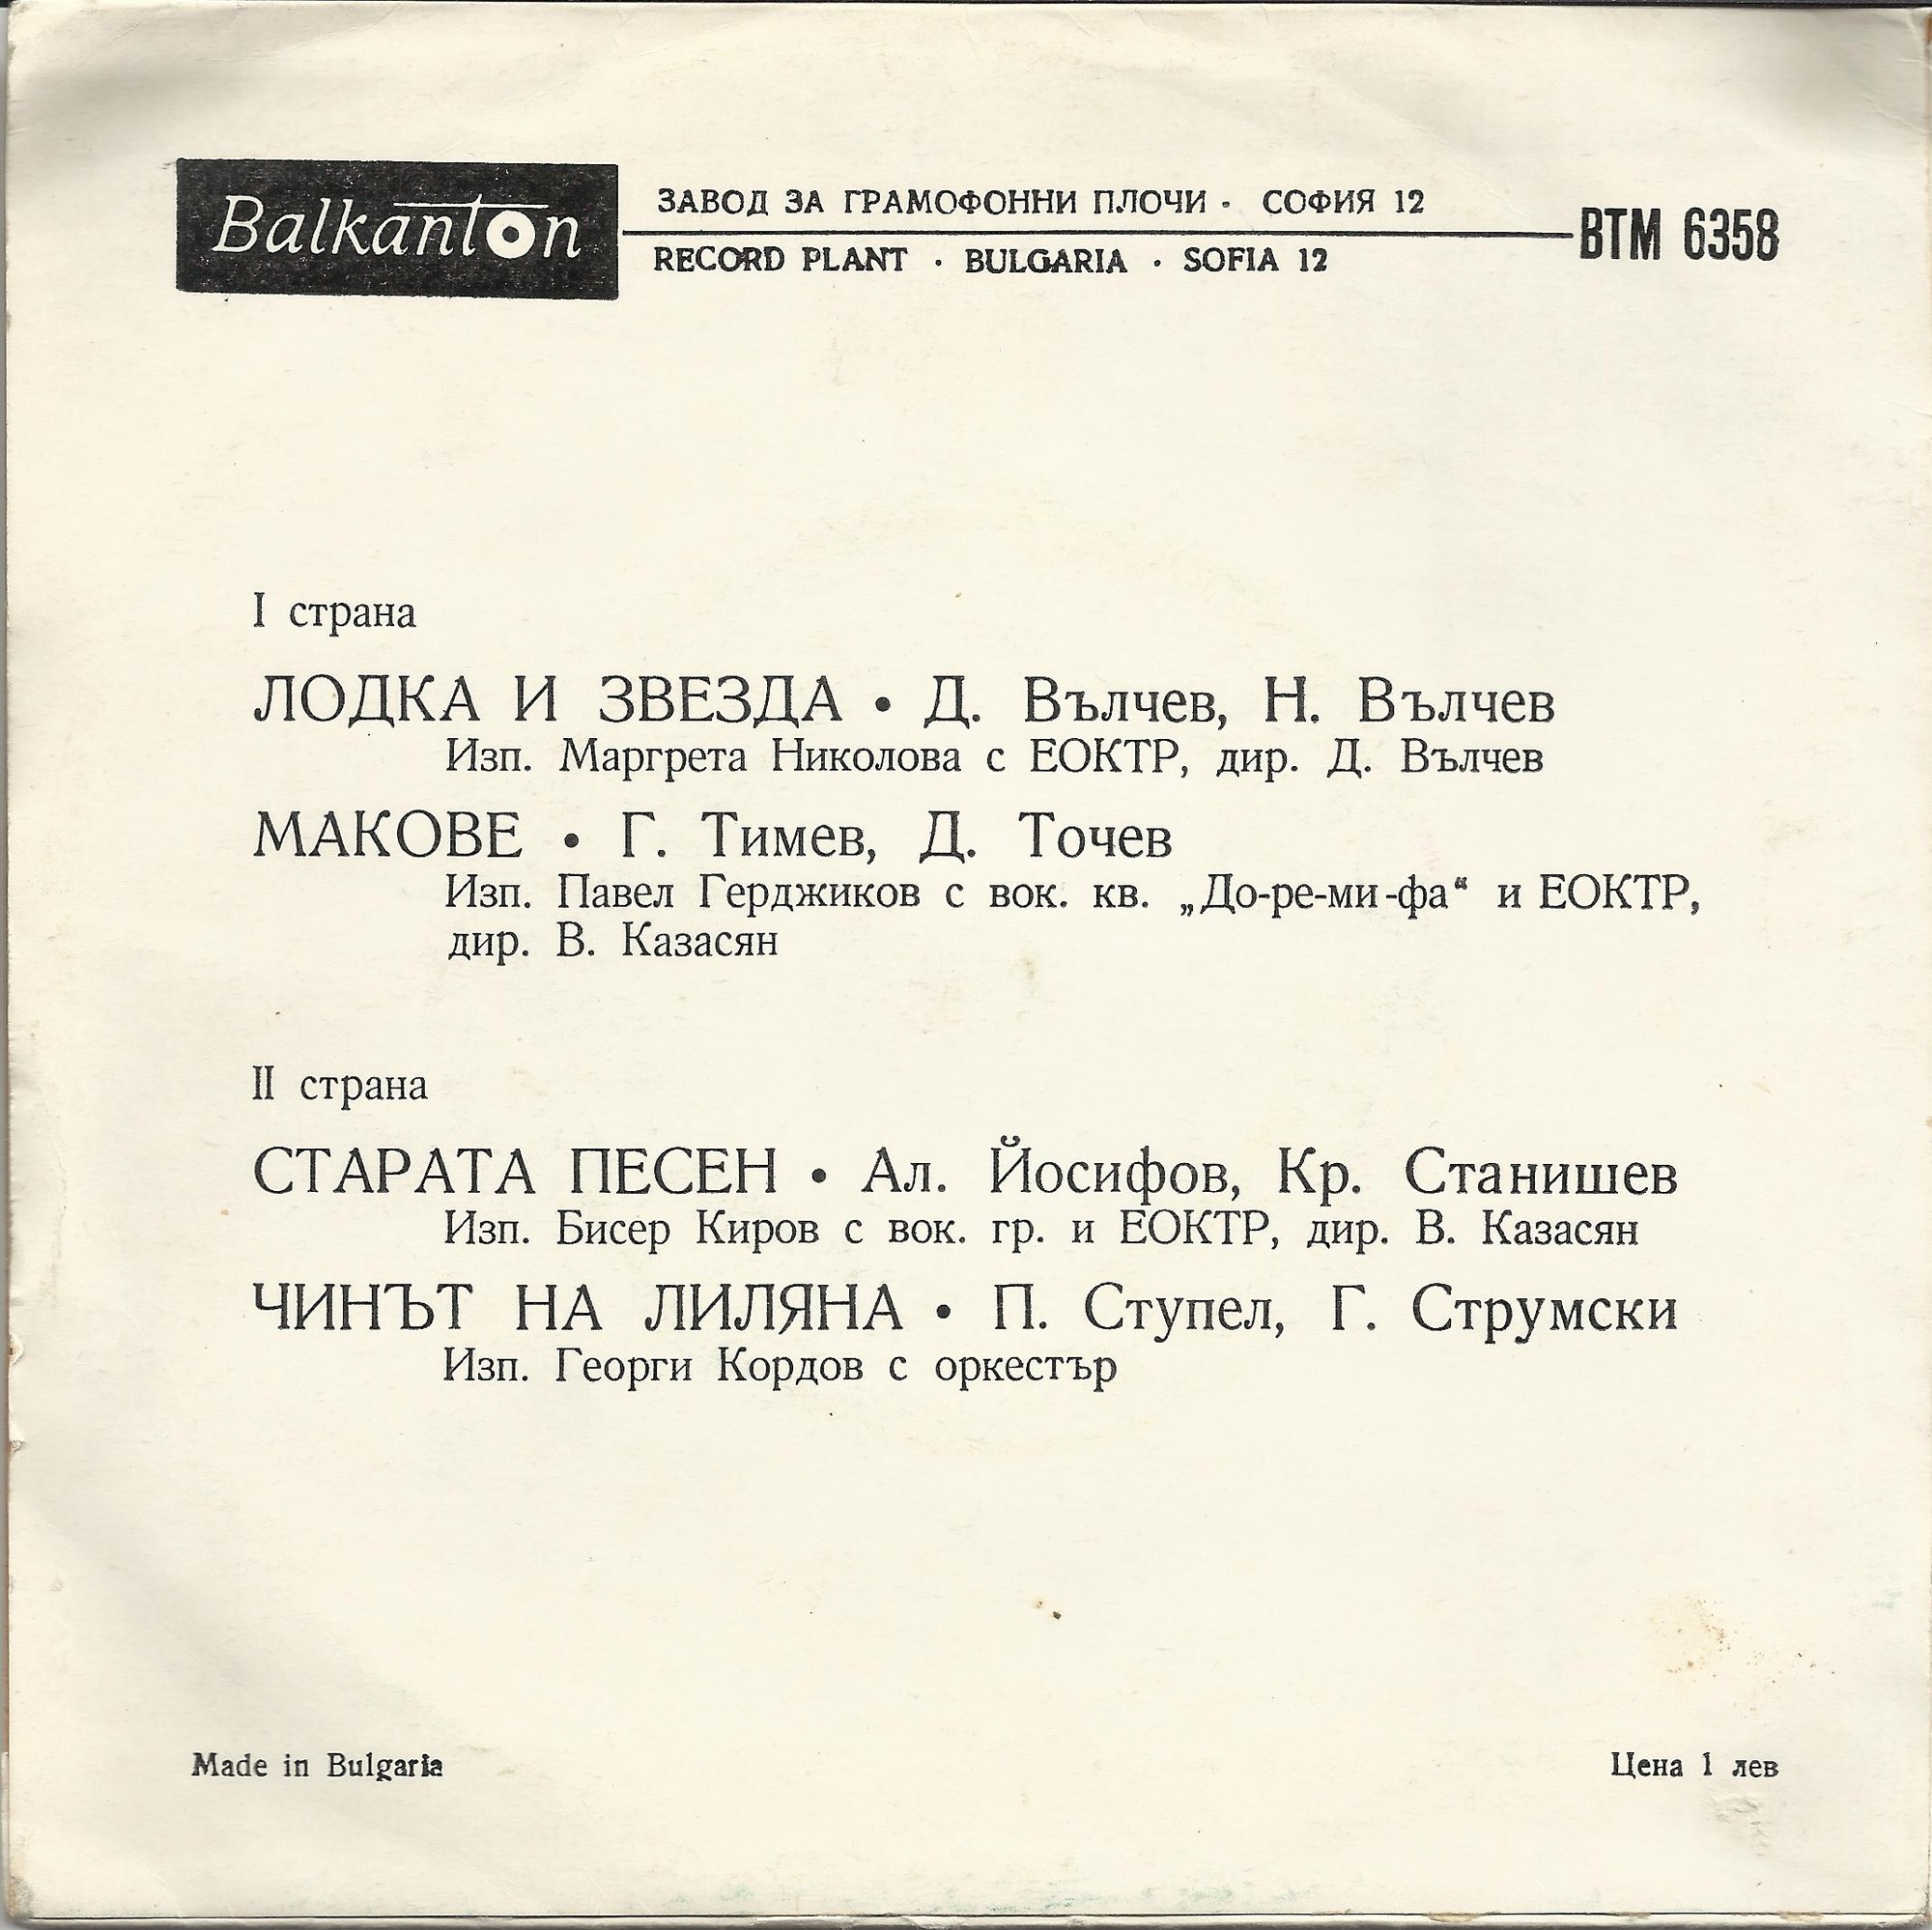 Balkanton
ЗАВОД ЗА ГРАМОФОННИ ПЛОЧИ · СОФИЯ 12
RECORD PLANT · BULGARIA · SOFIA 12
ВТМ 6358
I страна
ЛОДКА И ЗВЕЗДА • Д. Вълчев, Н. Вълчев
Изп. Маргрета Николова с ЕОКТР, дир. Д. Вълчев
МАКОВЕ • Г. Тимев, Д. Точев
Изп. Павел Герджиков с вок. кв. „До-ре-ми-фа“ и ЕОКТР,
дир. В. Казасян
II страна
СТАРАТА ПЕСЕН • Ал. Йосифов, Кр. Станишев
Изп. Бисер Киров с вок. гр. и ЕОКТР, дир. В. Казасян
ЧИНЪТ НА ЛИЛЯНА • П. Ступел, Г. Струмски
Изп. Георги Кордов с оркестър
Made in Bulgaria
Цена 1 лев